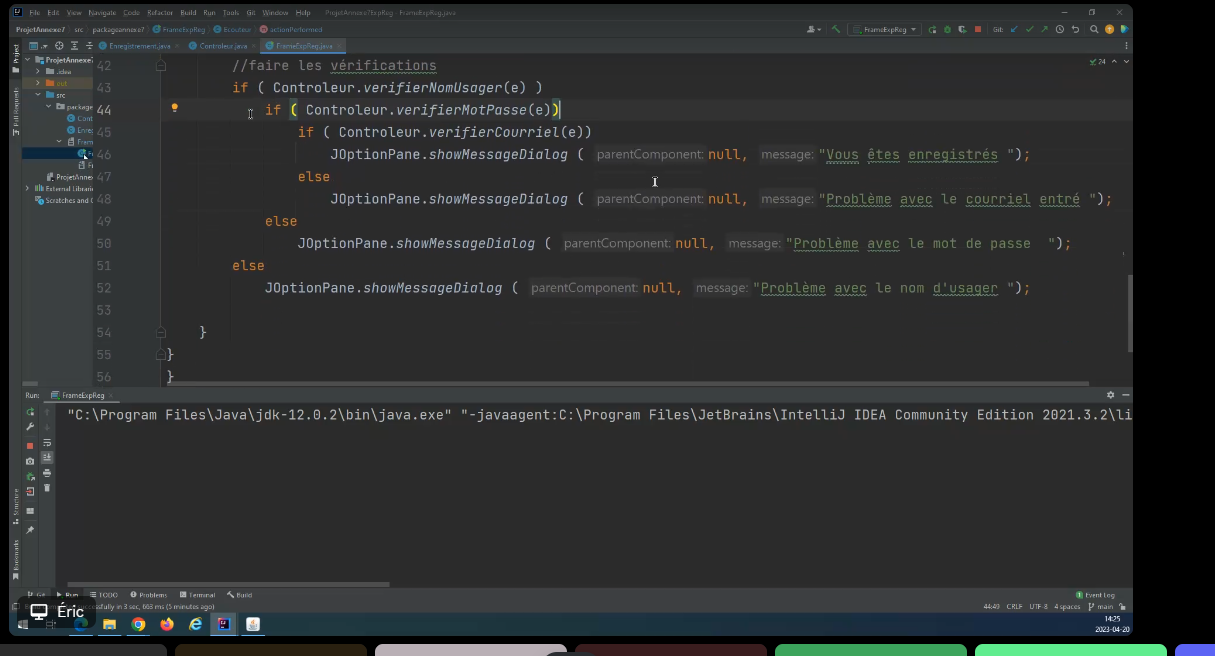 File Edit View Navigate Code Refactor Build Run Tools Git Window Help ProjetAnnexe7ExpReg - FrameExpReg.java
ProjetAnnexe7 src packageannexe7 FrameExpReg Ecouteur actionPerformed FrameExpReg Git:
Enregistrement.java Controleur.java FrameExpReg.java
Project
ProjetAnnexe7
.idea
out
src
package
Cont
Enre
Fram
ProjetAnnex
External Librarie
Scratches and C
24
42 //faire les vérifications
43 if ( Controleur.verifierNomUsager(e) )
44 if ( Controleur.verifierMotPasse(e))
45 if ( Controleur.verifierCourriel(e))
46 JOptionPane.showMessageDialog ( parentComponent: null, message: "Vous êtes enregistrés ");
47 else
48 JOptionPane.showMessageDialog ( parentComponent: null, message: "Problème avec le courriel entré ");
49 else
50 JOptionPane.showMessageDialog ( parentComponent: null, message: "Problème avec le mot de passe  ");
51 else
52 JOptionPane.showMessageDialog ( parentComponent: null, message: "Problème avec le nom d'usager ");
53
54 }
55 }
56 }
Run: FrameExpReg
"C:\Program Files\Java\jdk-12.0.2\bin\java.exe" "-javaagent:C:\Program Files\JetBrains\IntelliJ IDEA Community Edition 2021.3.2\li
Structure
Bookmarks
Git Run TODO Problems Terminal Build Event Log
successfully in 3 sec, 663 ms (5 minutes ago) 44:49 CRLF UTF-8 4 spaces main
Éric
14:25
2023-04-20